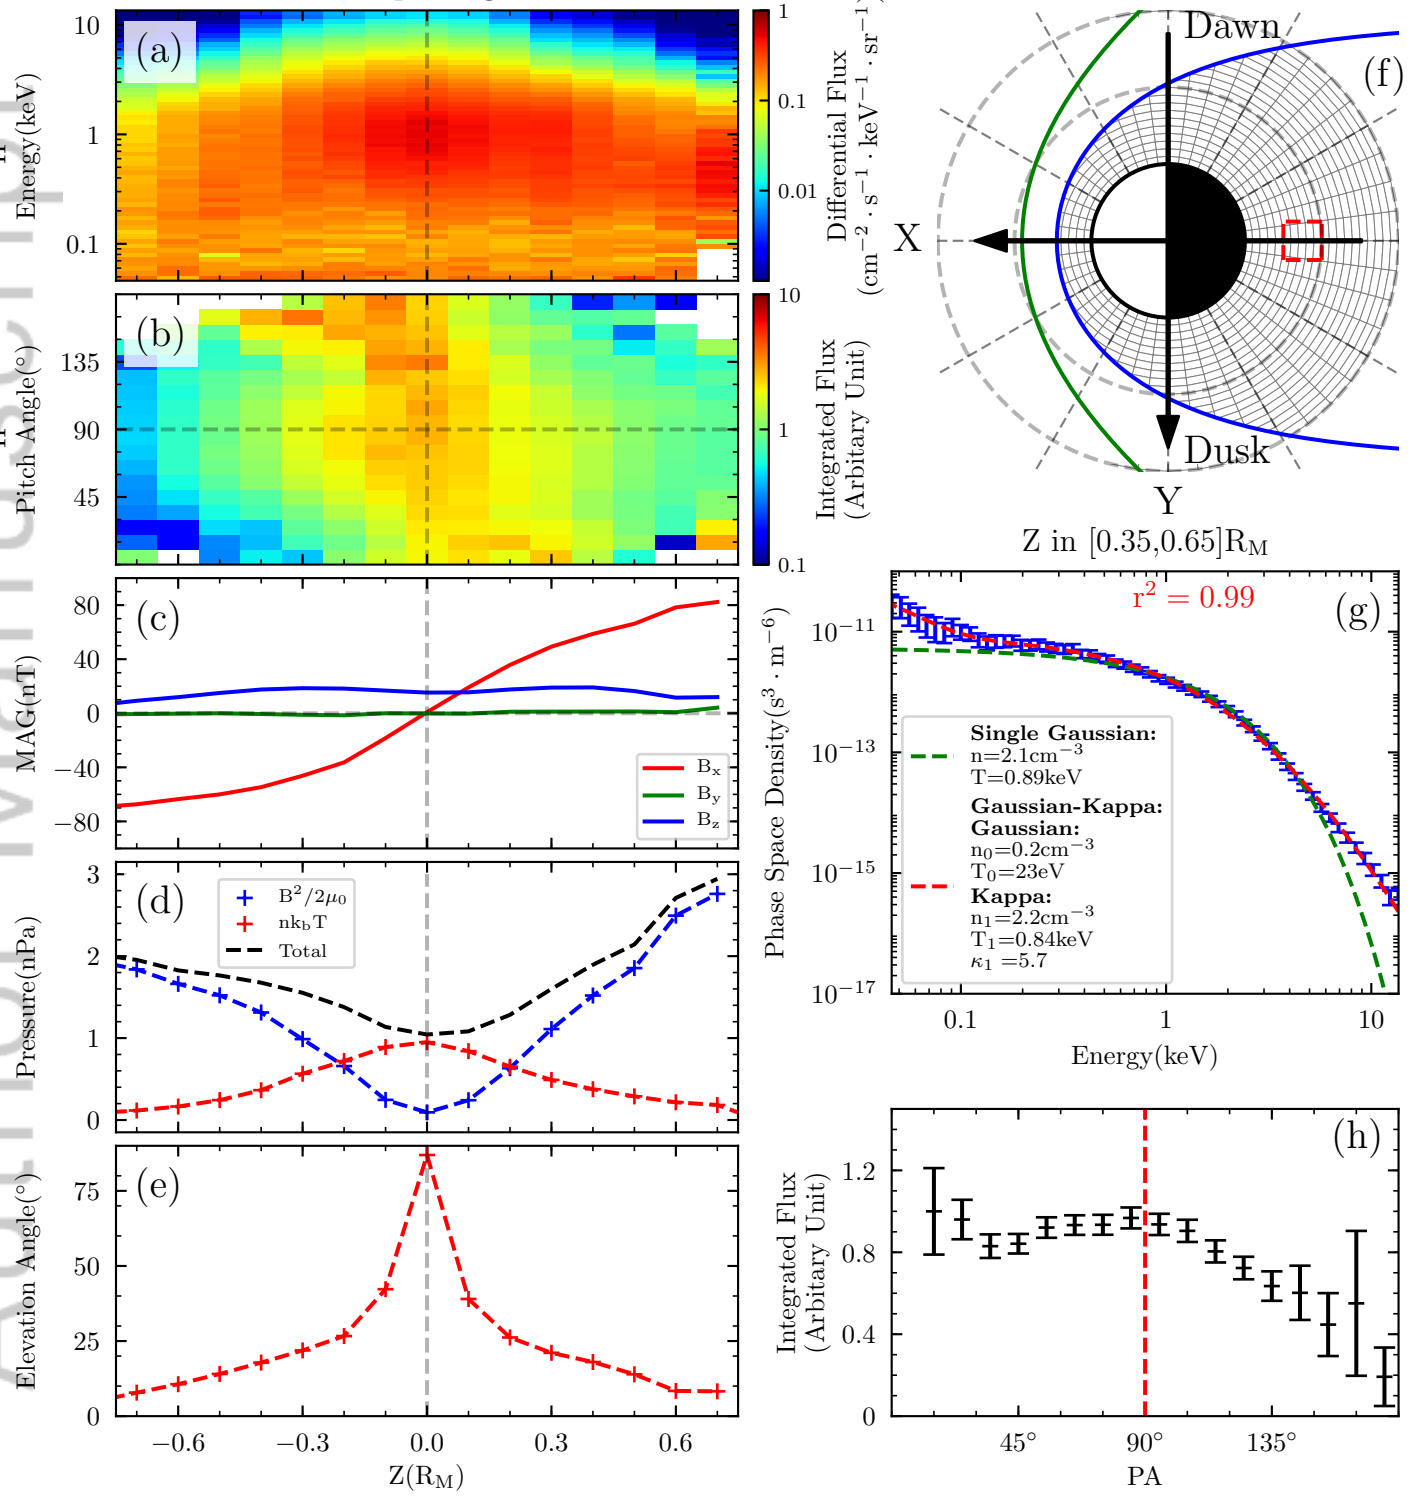 (a)
Energy(keV)
10
1
0.1
1
0.1
0.01
Differential Flux
(cm⁻² · s⁻¹ · keV⁻¹ · sr⁻¹)
(b)
Pitch Angle(°)
135
90
45
10
1
0.1
Integrated Flux
(Arbitary Unit)
(c)
MAG(nT)
80
40
0
−40
−80
Bₓ
Bᵧ
B_z
(d)
Pressure(nPa)
3
2
1
0
B²/2μ₀
nk_bT
Total
(e)
Elevation Angle(°)
75
50
25
0
−0.6
−0.3
0.0
0.3
0.6
Z(R_M)
(f)
Dawn
X
Dusk
Y
Z in [0.35,0.65]R_M
(g)
r² = 0.99
Phase Space Density(s³ · m⁻⁶)
10⁻¹¹
10⁻¹³
10⁻¹⁵
10⁻¹⁷
Single Gaussian:
n=2.1cm⁻³
T=0.89keV
Gaussian-Kappa:
Gaussian:
n₀=0.2cm⁻³
T₀=23eV
Kappa:
n₁=2.2cm⁻³
T₁=0.84keV
κ₁ =5.7
0.1
1
10
Energy(keV)
(h)
Integrated Flux
(Arbitary Unit)
1.2
0.8
0.4
0
45°
90°
135°
PA